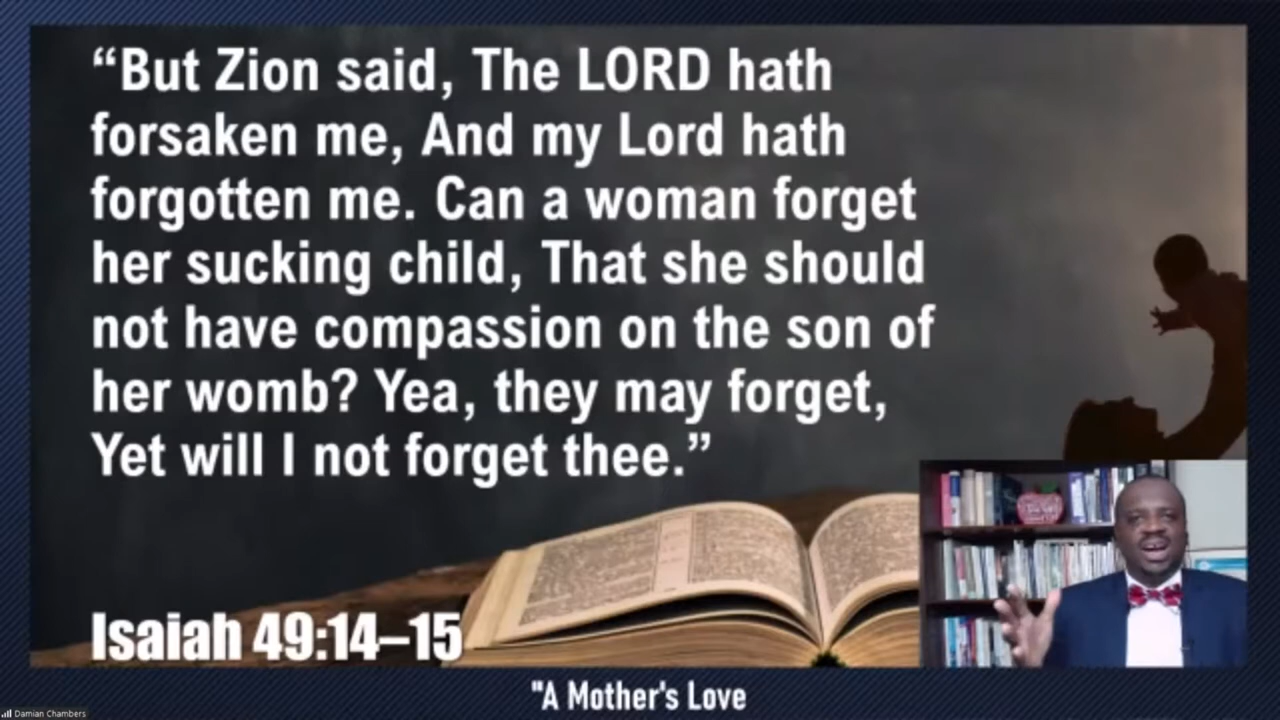 “But Zion said, The LORD hath
forsaken me, And my Lord hath
forgotten me. Can a woman forget
her sucking child, That she should
not have compassion on the son of
her womb? Yea, they may forget,
Yet will I not forget thee.”
Isaiah 49:14–15
"A Mother's Love
Damian Chambers